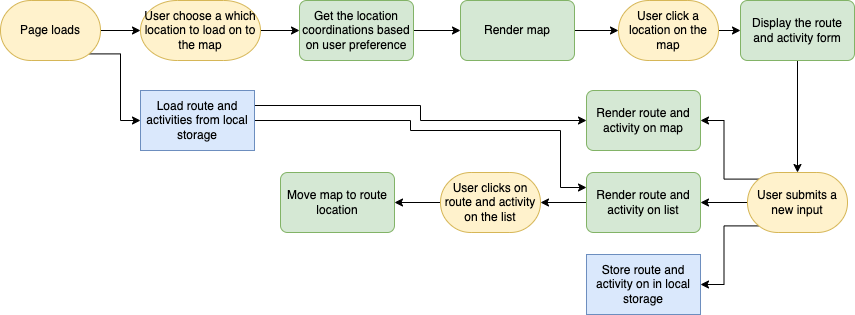 Page loads
User choose a which
location to load on to
the map
Get the location
coordinations based on
user preference
Render map
User click a
location on the
map
Display the route
and activity form
Load route and
activities from local
storage
Render route and
activity on map
Move map to route
location
User clicks on
route and activity
on the list
Render route and
activity on list
User submits a
new input
Store route and
activity on in local
storage